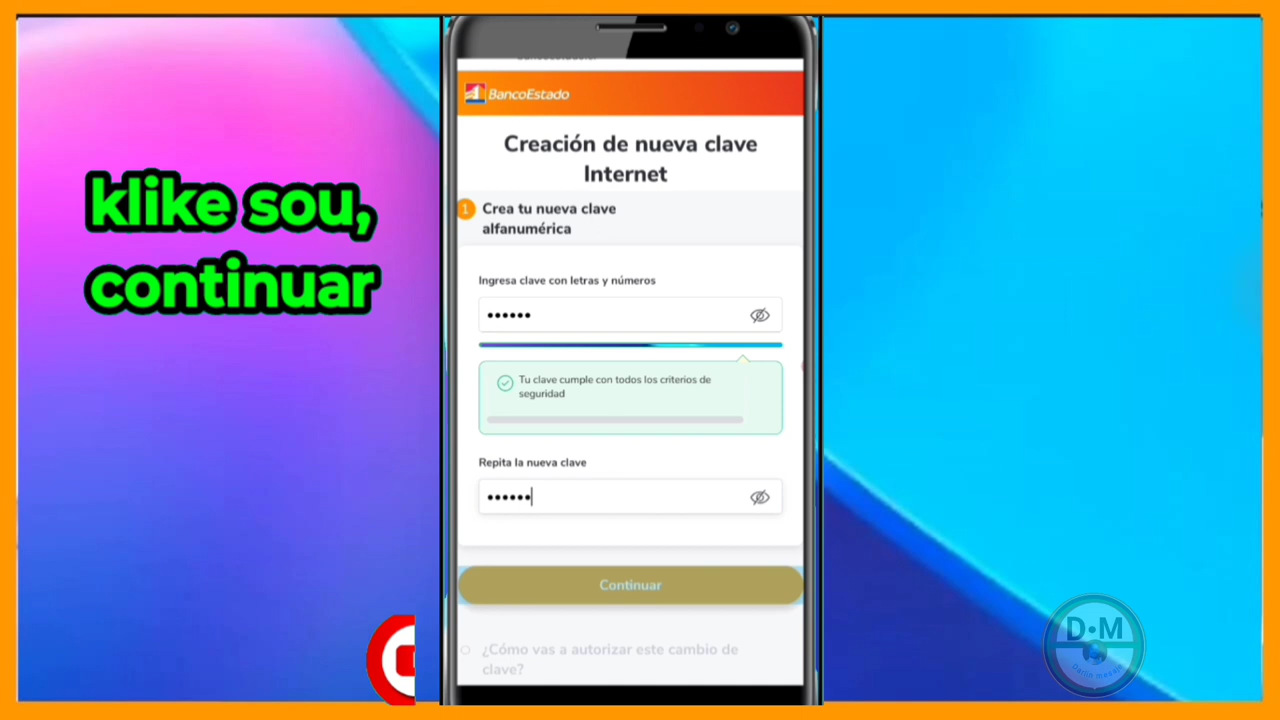 klike sou,
continuar
BancoEstado
Creación de nueva clave
Internet
1 Crea tu nueva clave
alfanumérica
Ingresa clave con letras y números
••••••
Tu clave cumple con todos los criterios de
seguridad
Repita la nueva clave
••••••
Continuar
¿Cómo vas a autorizar este cambio de
clave?
D•M